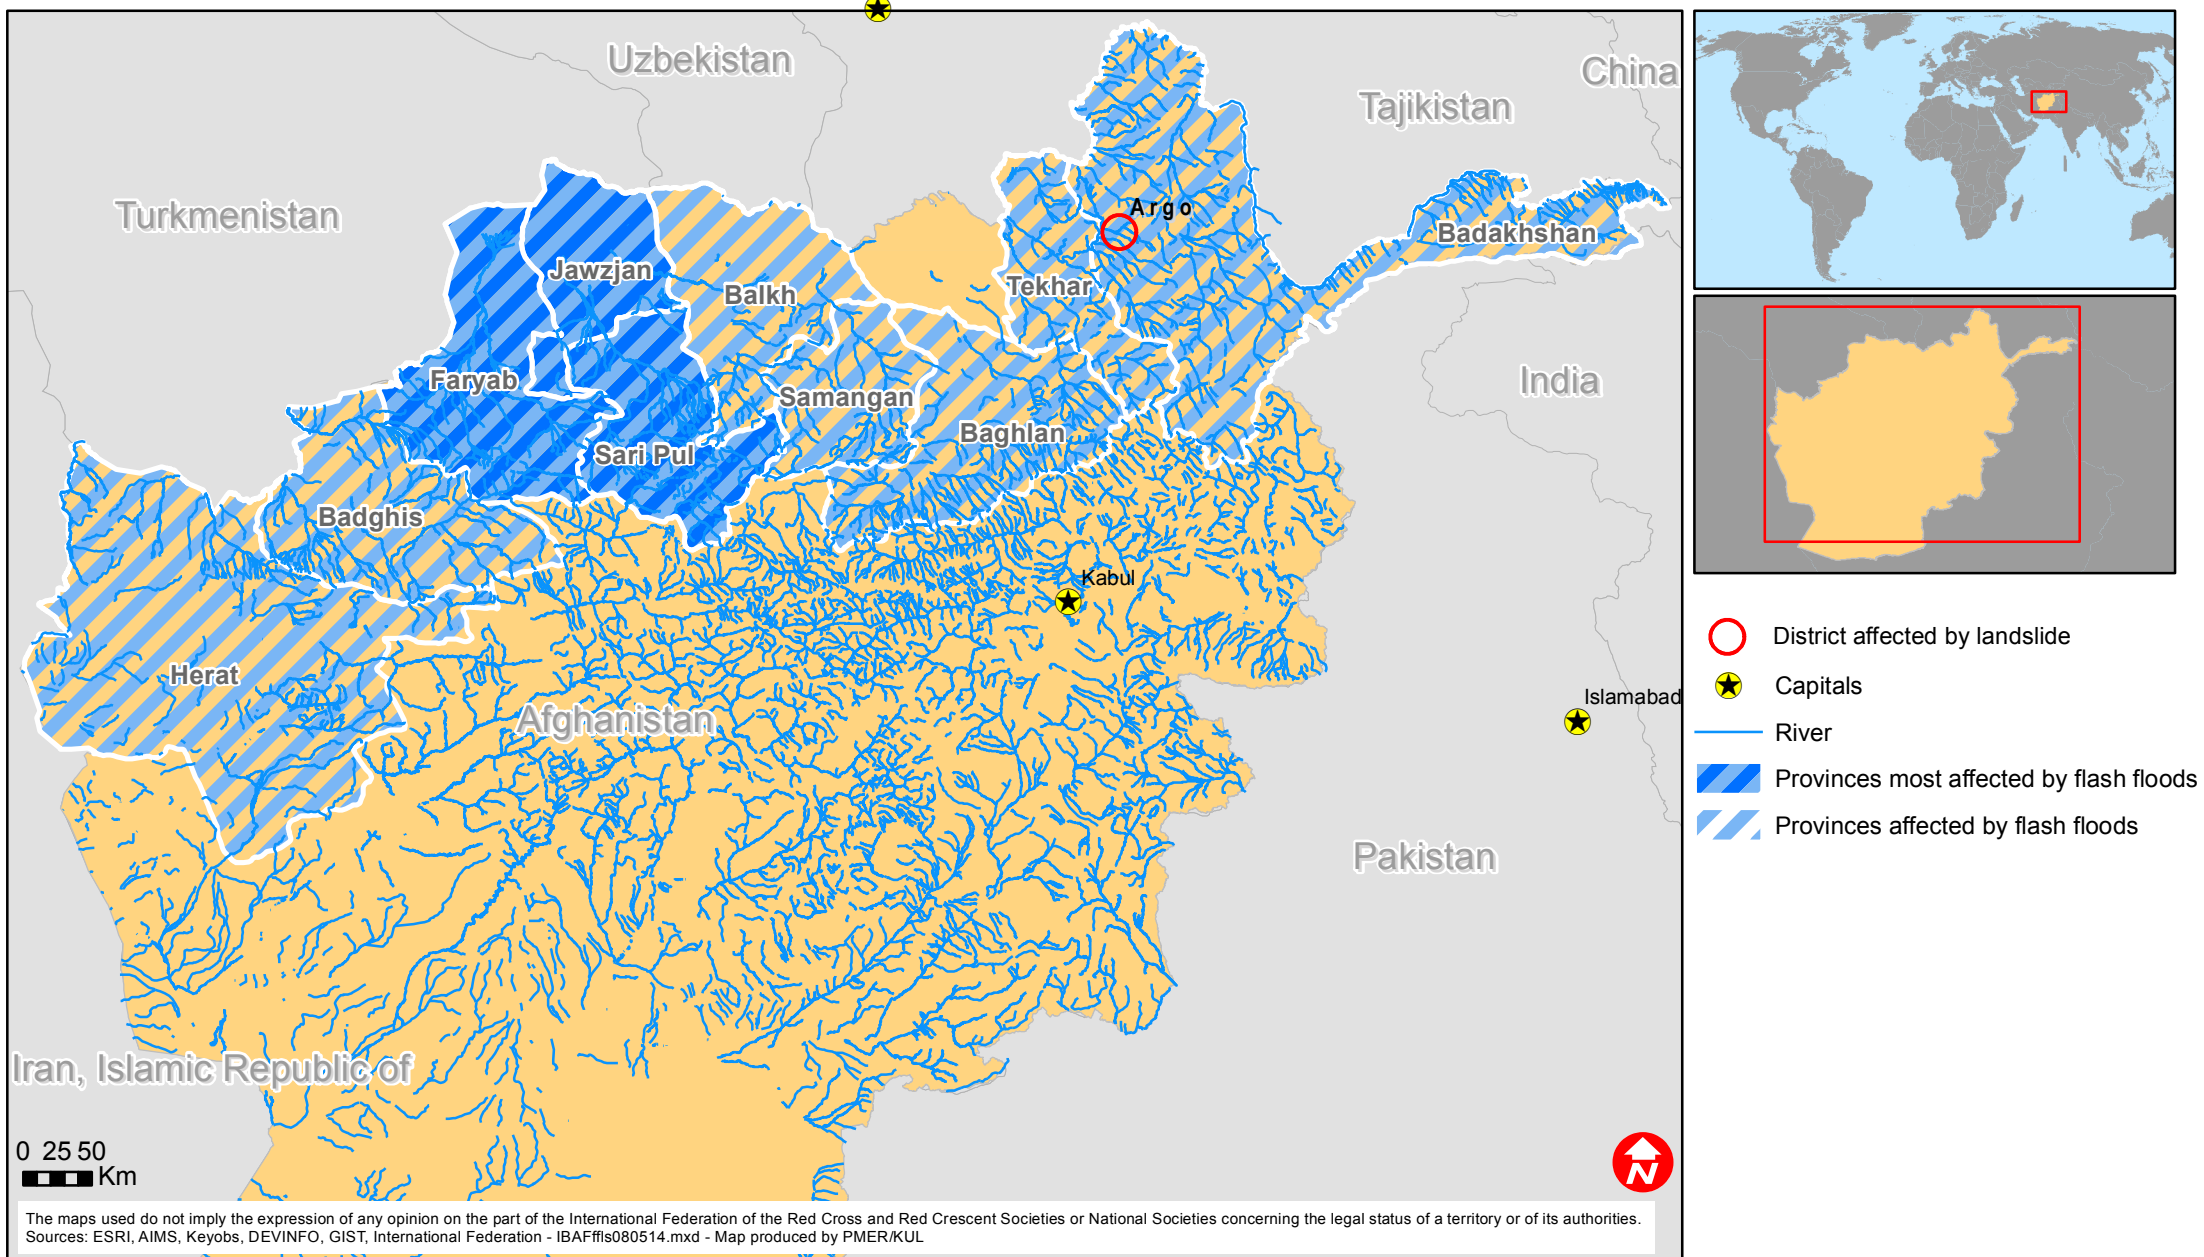 Uzbekistan
China
Tajikistan
Turkmenistan
Argo
Badakhshan
Jawzjan
Balkh
Tekhar
Faryab
Samangan
India
Baghlan
Sari Pul
Badghis
Kabul
Herat
Islamabad
Afghanistan
Pakistan
Iran, Islamic Republic of
0 25 50
Km
N
District affected by landslide
Capitals
River
Provinces most affected by flash floods
Provinces affected by flash floods
The maps used do not imply the expression of any opinion on the part of the International Federation of the Red Cross and Red Crescent Societies or National Societies concerning the legal status of a territory or of its authorities.
Sources: ESRI, AIMS, Keyobs, DEVINFO, GIST, International Federation - IBAFffls080514.mxd - Map produced by PMER/KUL